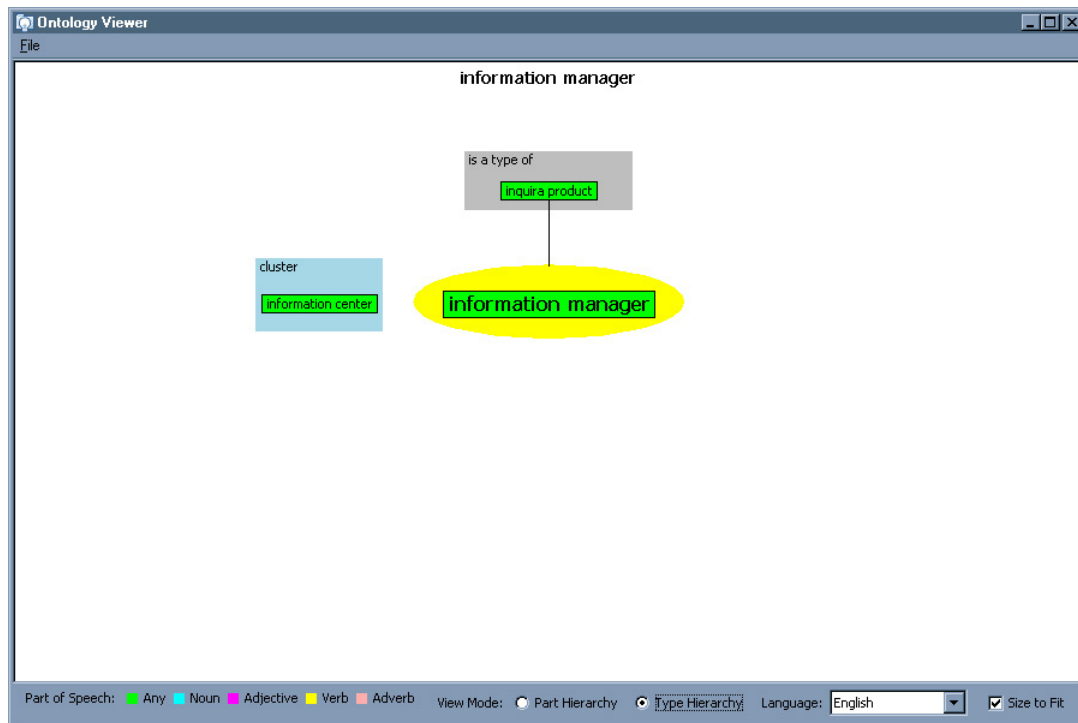 Ontology Viewer
File
information manager
is a type of
inquira product
cluster
information center
information manager
Part of Speech: Any Noun Adjective Verb Adverb View Mode: Part Hierarchy Type Hierarchy Language: English Size to Fit